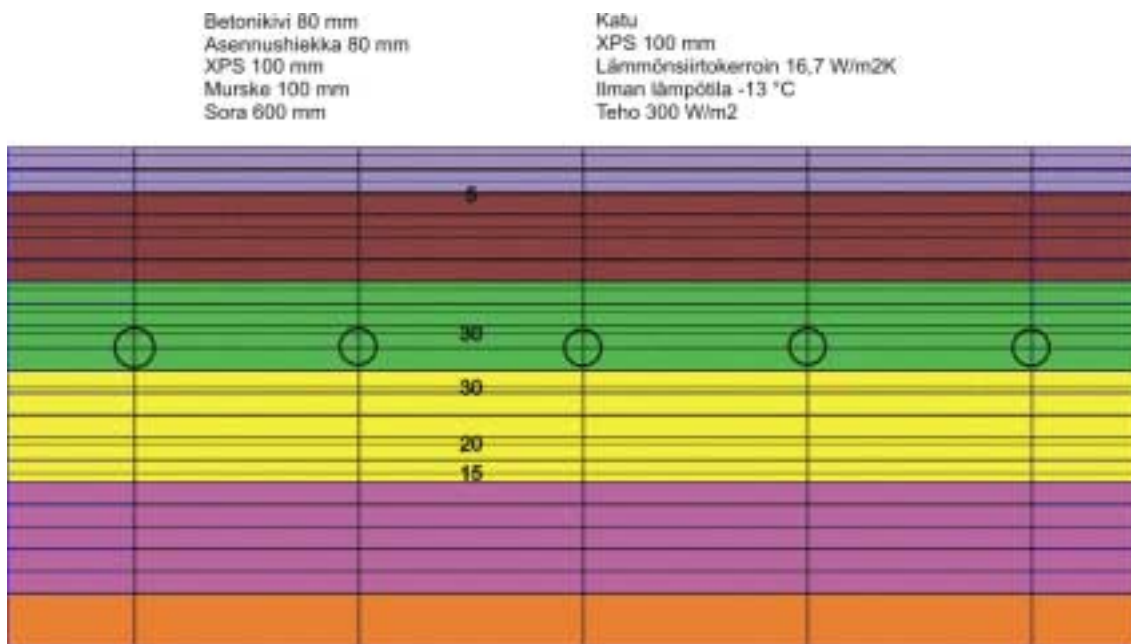 Betonikivi 80 mm
Asennushiekka 80 mm
XPS 100 mm
Murske 100 mm
Sora 600 mm
Katu
XPS 100 mm
Lämmönsiirtokerroin 16,7 W/m2K
Ilman lämpötila -13 °C
Teho 300 W/m2
5
30
30
20
15